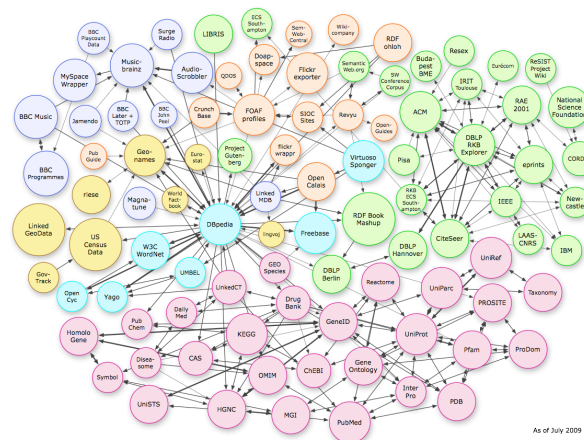 BBC
Playcount
Data
Surge
Radio
LIBRIS
ECS
South-
ampton
Sem-
Web-
Central
Wiki-
company
RDF
ohloh
Music-
brainz
Doap-
space
Semantic
Web.org
Buda-
pest
BME
Resex
Eurécom
ReSIST
Project
Wiki
MySpace
Wrapper
Audio-
Scrobbler
QDOS
Flickr
exporter
SW
Conference
Corpus
IRIT
Toulouse
RAE
2001
National
Science
Foundation
BBC Music
Jamendo
BBC
Later +
TOTP
BBC
John
Peel
Crunch
Base
FOAF
profiles
SIOC
Sites
Revyu
Open-
Guides
ACM
DBLP
RKB
Explorer
Pub
Guide
Geo-
names
Euro-
stat
Project
Guten-
berg
flickr
wrappr
Virtuoso
Sponger
Pisa
eprints
CORD
BBC
Programmes
riese
World
Fact-
book
Magna-
tune
Linked
MDB
Open
Calais
RKB
ECS
South-
ampton
New-
castle
RDF Book
Mashup
IEEE
Linked
GeoData
US
Census
Data
W3C
WordNet
DBpedia
lingvoj
Freebase
CiteSeer
LAAS-
CNRS
IBM
DBLP
Hannover
Gov-
Track
Open
Cyc
Yago
UMBEL
GEO
Species
DBLP
Berlin
UniRef
LinkedCT
Reactome
UniParc
Taxonomy
Drug
Bank
PROSITE
Daily
Med
Pub
Chem
GeneID
Homolo
Gene
KEGG
UniProt
Pfam
ProDom
Disea-
some
CAS
ChEBI
Gene
Ontology
Symbol
OMIM
Inter
Pro
UniSTS
HGNC
MGI
PubMed
PDB
As of July 2009